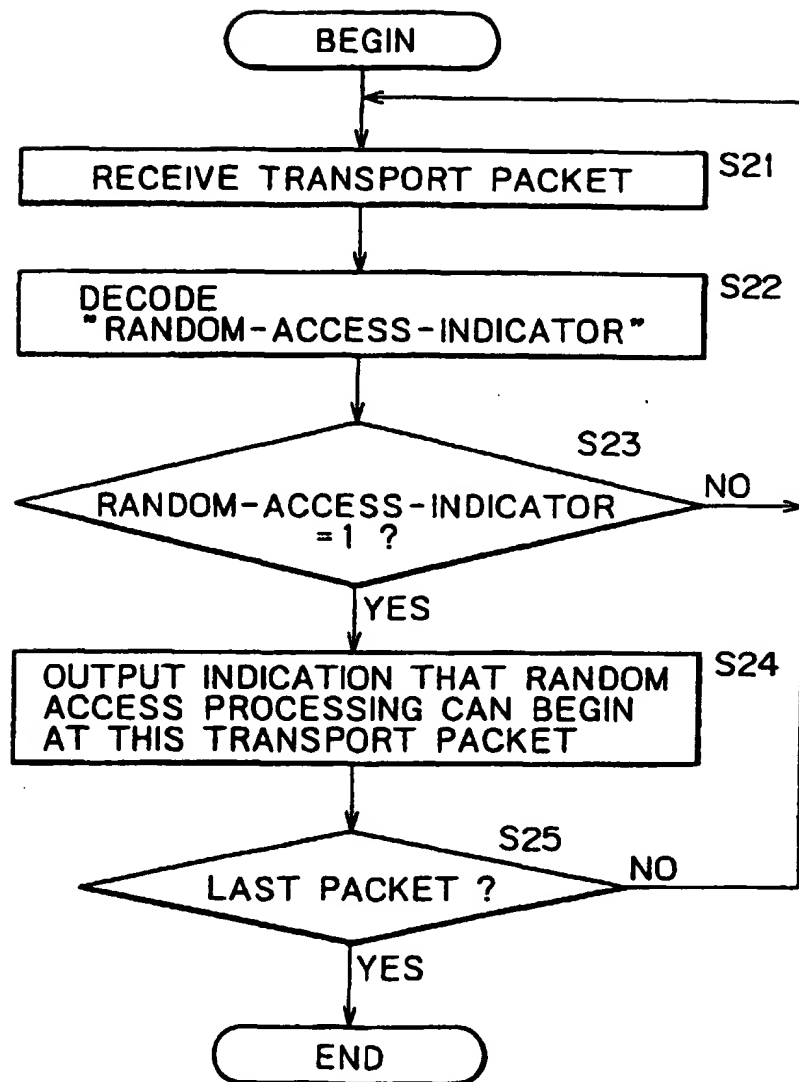 BEGIN
RECEIVE TRANSPORT PACKET
S21
DECODE
"RANDOM-ACCESS-INDICATOR"
S22
S23
RANDOM-ACCESS-INDICATOR
=1 ?
NO
YES
OUTPUT INDICATION THAT RANDOM
ACCESS PROCESSING CAN BEGIN
AT THIS TRANSPORT PACKET
S24
S25
LAST PACKET ?
NO
YES
END